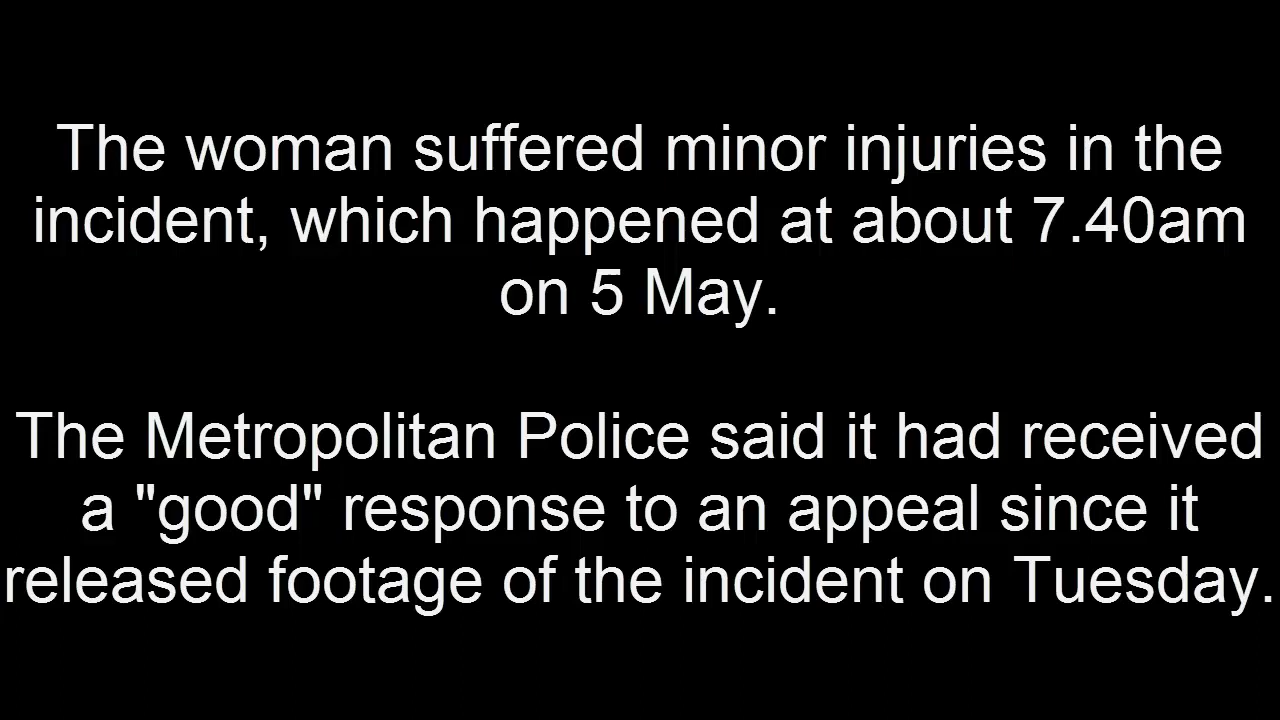 The woman suffered minor injuries in the
incident, which happened at about 7.40am
on 5 May.
The Metropolitan Police said it had received
a "good" response to an appeal since it
released footage of the incident on Tuesday.